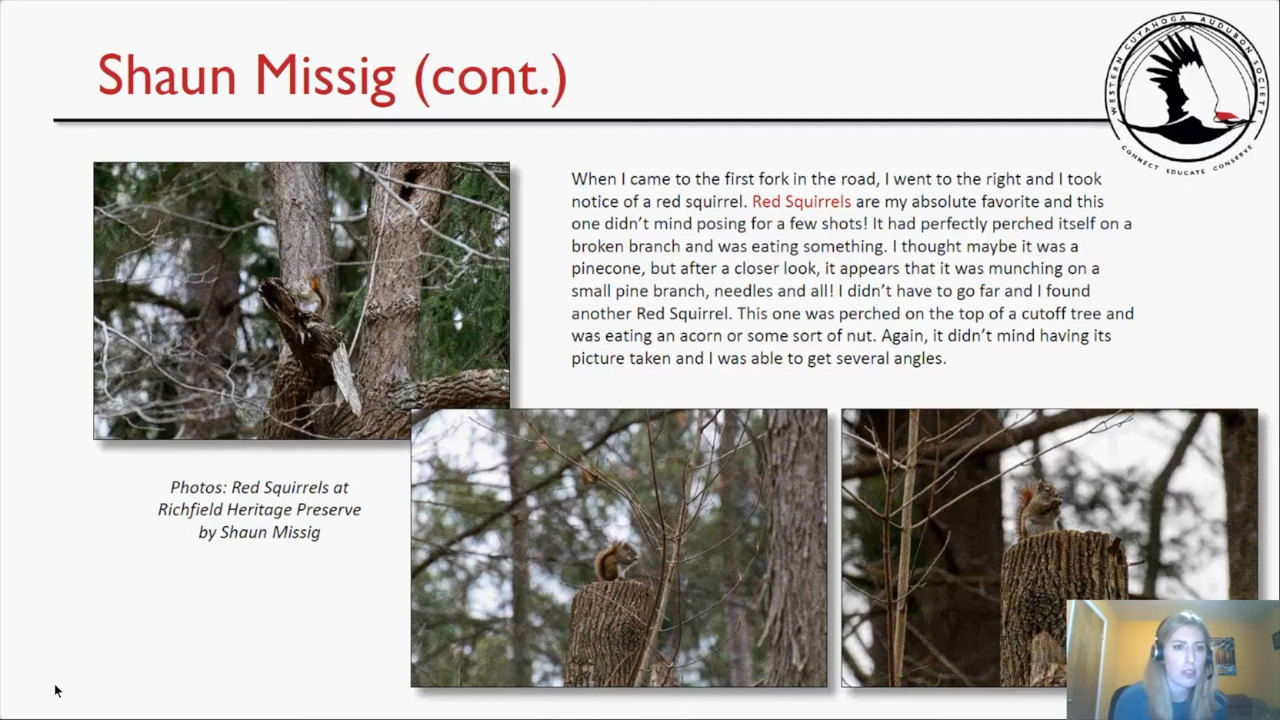 Shaun Missig (cont.)
WESTERN CUYAHOGA AUDUBON SOCIETY
CONNECT EDUCATE CONSERVE
When I came to the first fork in the road, I went to the right and I took
notice of a red squirrel. Red Squirrels are my absolute favorite and this
one didn’t mind posing for a few shots! It had perfectly perched itself on a
broken branch and was eating something. I thought maybe it was a
pinecone, but after a closer look, it appears that it was munching on a
small pine branch, needles and all! I didn’t have to go far and I found
another Red Squirrel. This one was perched on the top of a cutoff tree and
was eating an acorn or some sort of nut. Again, it didn’t mind having its
picture taken and I was able to get several angles.
Photos: Red Squirrels at
Richfield Heritage Preserve
by Shaun Missig